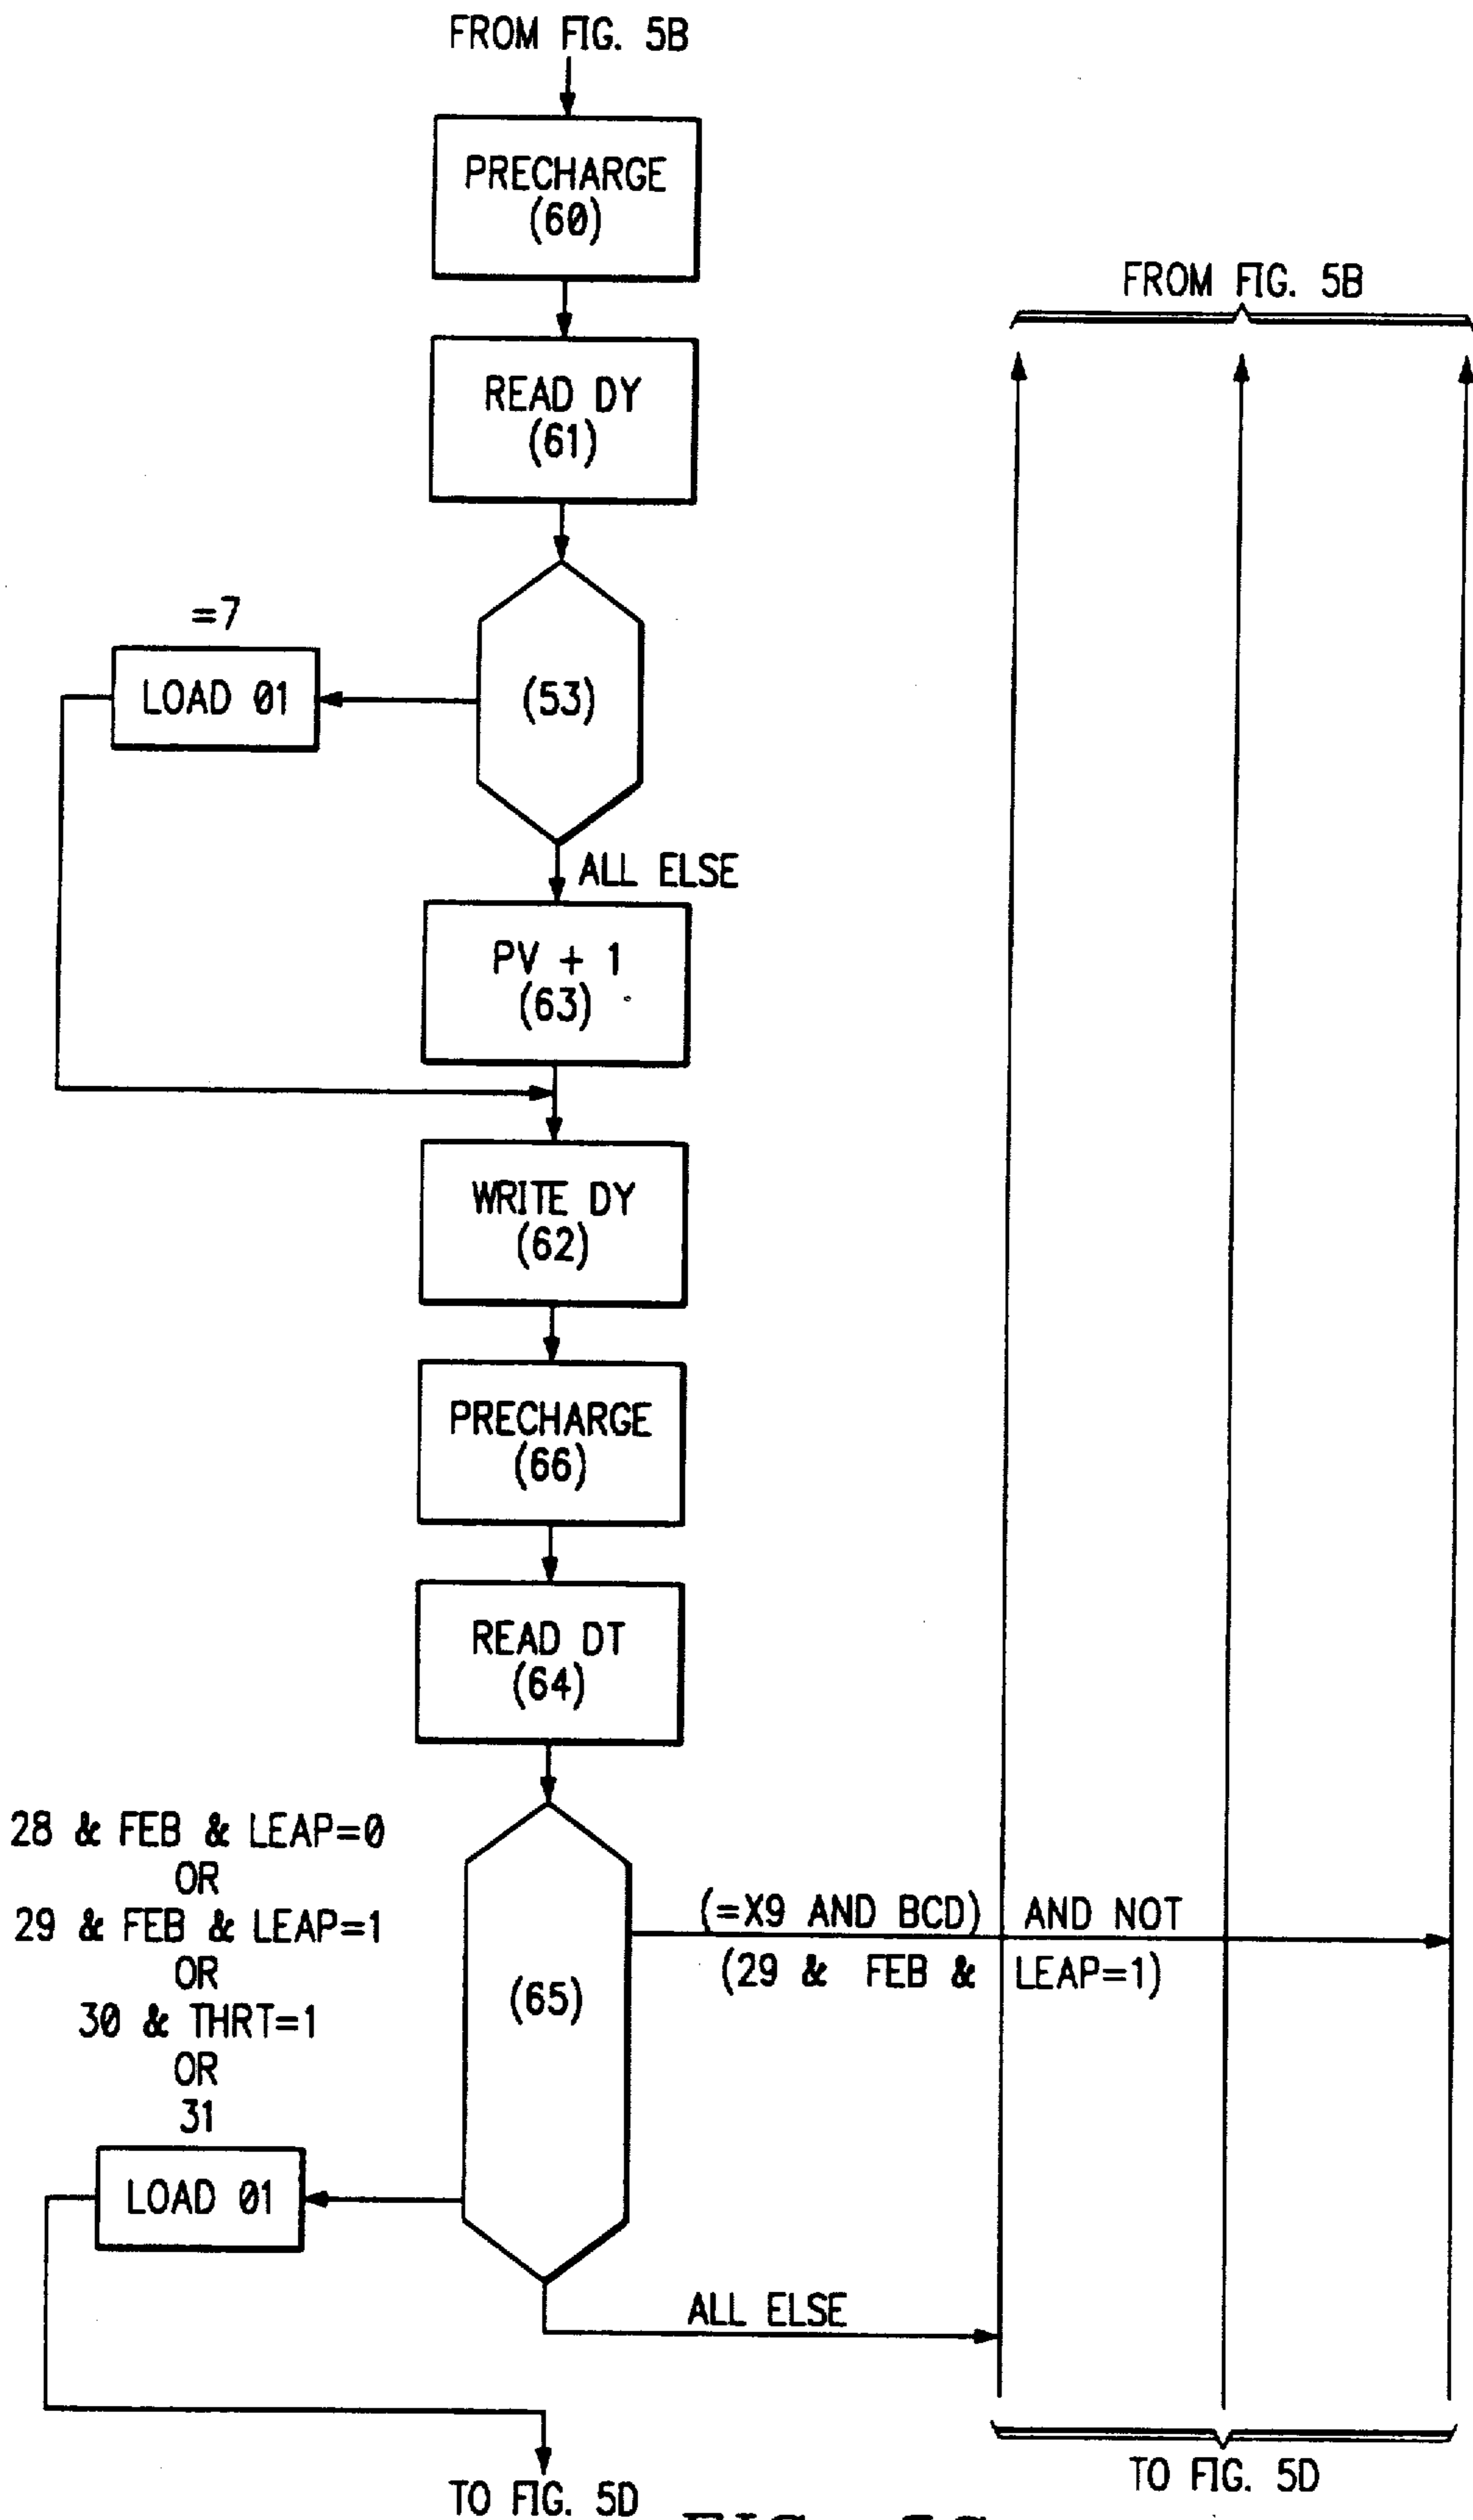 FROM FIG. 5B
PRECHARGE
(60)
FROM FIG. 5B
READ DY
(61)
=7
LOAD 01
(53)
ALL ELSE
PV + 1
(63)
WRITE DY
(62)
PRECHARGE
(66)
READ DT
(64)
28 & FEB & LEAP=0
OR
29 & FEB & LEAP=1
OR
30 & THRT=1
OR
31
(=X9 AND BCD) AND NOT
(29 & FEB & LEAP=1)
(65)
LOAD 01
ALL ELSE
TO FIG. 5D
TO FIG. 5D